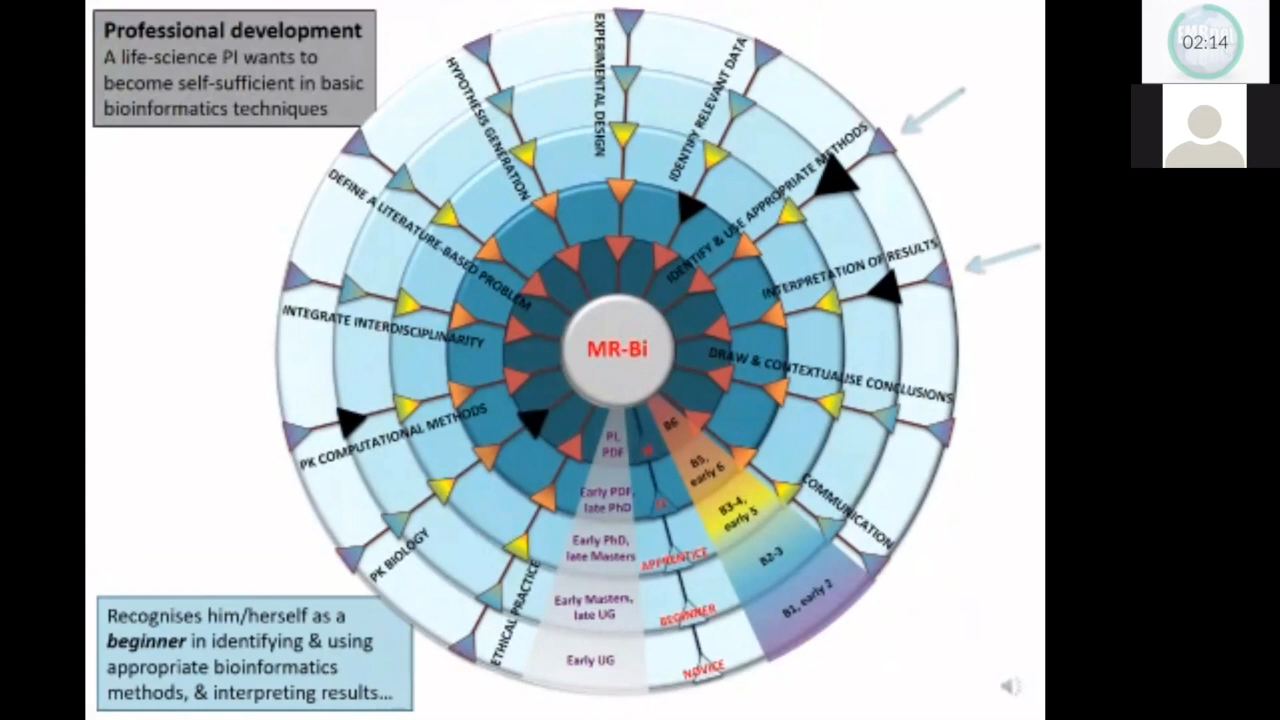 Professional development
A life-science PI wants to
become self-sufficient in basic
bioinformatics techniques
02:14
EXPERIMENTAL DESIGN
IDENTIFY RELEVANT DATA
HYPOTHESIS GENERATION
IDENTIFY & USE APPROPRIATE METHODS
DEFINE A LITERATURE-BASED PROBLEM
INTERPRETATION OF RESULTS
INTEGRATE INTERDISCIPLINARITY
MR-Bi
DRAW & CONTEXTUALISE CONCLUSIONS
PK COMPUTATIONAL METHODS
COMMUNICATION
PK BIOLOGY
ETHICAL PRACTICE
PI,
PDF
Early PDF,
late PhD
Early PhD,
late Masters
Early Masters,
late UG
Early UG
APPRENTICE
BEGINNER
NOVICE
B6
B5,
early 6
B3-4,
early 5
B2-3
B1, early 2
Recognises him/herself as a
beginner in identifying & using
appropriate bioinformatics
methods, & interpreting results...